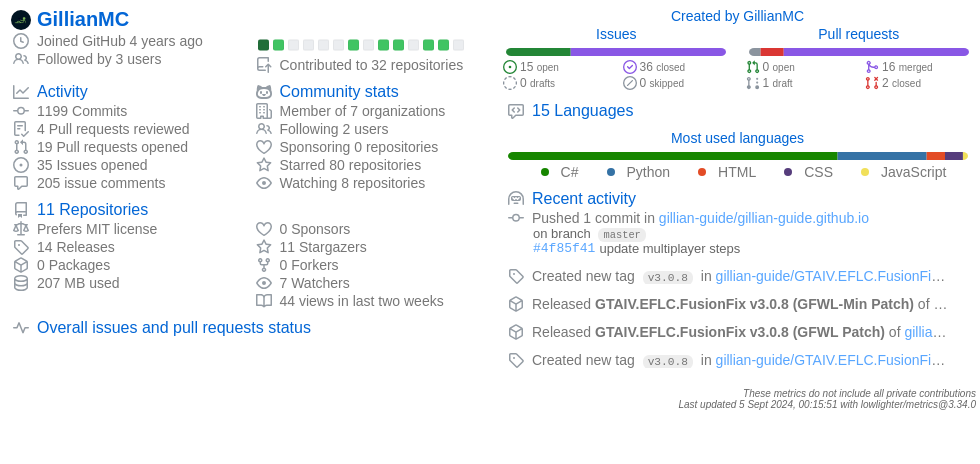 GillianMC
Joined GitHub 4 years ago
Followed by 3 users
Contributed to 32 repositories
Activity
1199 Commits
4 Pull requests reviewed
19 Pull requests opened
35 Issues opened
205 issue comments
Community stats
Member of 7 organizations
Following 2 users
Sponsoring 0 repositories
Starred 80 repositories
Watching 8 repositories
11 Repositories
Prefers MIT license
14 Releases
0 Packages
207 MB used
0 Sponsors
11 Stargazers
0 Forkers
7 Watchers
44 views in last two weeks
Overall issues and pull requests status
Created by GillianMC
Issues
15 open
36 closed
0 drafts
0 skipped
Pull requests
0 open
16 merged
1 draft
2 closed
15 Languages
Most used languages
C# Python HTML CSS JavaScript
Recent activity
Pushed 1 commit in gillian-guide/gillian-guide.github.io
on branch master
#4f85f41 update multiplayer steps
Created new tag v3.0.8 in gillian-guide/GTAIV.EFLC.FusionFi…
Released GTAIV.EFLC.FusionFix v3.0.8 (GFWL-Min Patch) of …
Released GTAIV.EFLC.FusionFix v3.0.8 (GFWL Patch) of gillia…
Created new tag v3.0.8 in gillian-guide/GTAIV.EFLC.FusionFi…
These metrics do not include all private contributions
Last updated 5 Sept 2024, 00:15:51 with lowlighter/metrics@3.34.0